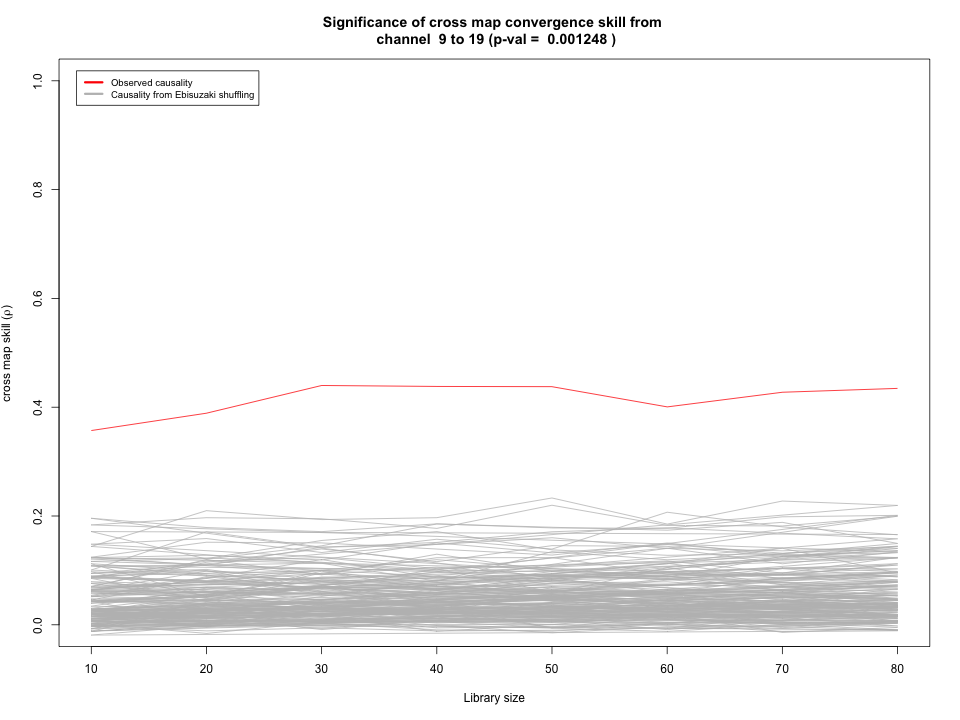 Significance of cross map convergence skill from
channel  9 to 19 (p-val =  0.001248 )
Observed causality
Causality from Ebisuzaki shuffling
cross map skill (ρ)
1.0
0.8
0.6
0.4
0.2
0.0
10 20 30 40 50 60 70 80
Library size